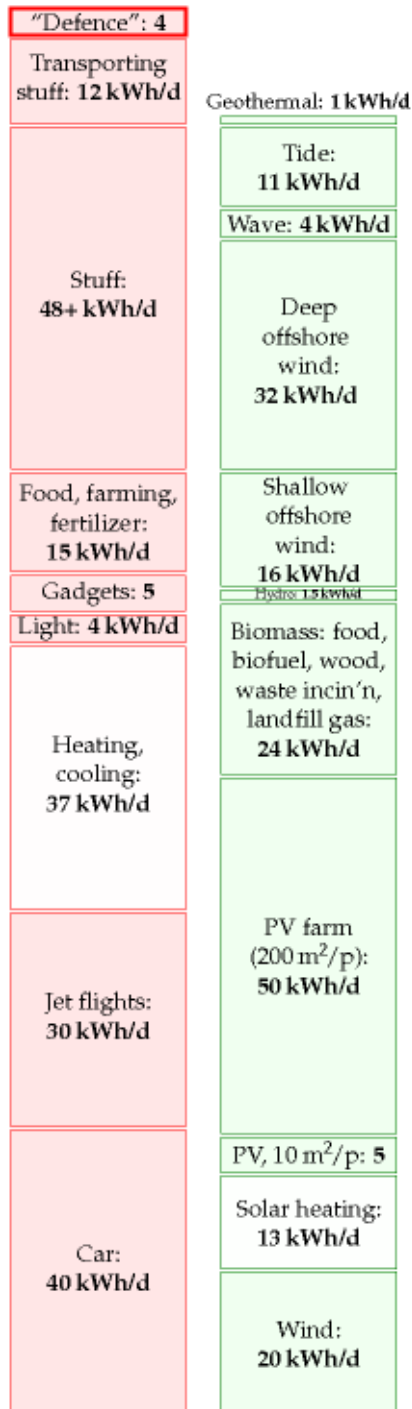 “Defence”: 4
Transporting
stuff: 12 kWh/d
Stuff:
48+ kWh/d
Food, farming,
fertilizer:
15 kWh/d
Gadgets: 5
Light: 4 kWh/d
Heating,
cooling:
37 kWh/d
Jet flights:
30 kWh/d
Car:
40 kWh/d
Geothermal: 1 kWh/d
Tide:
11 kWh/d
Wave: 4 kWh/d
Deep
offshore
wind:
32 kWh/d
Shallow
offshore
wind:
16 kWh/d
Hydro: 1.5 kWh/d
Biomass: food,
biofuel, wood,
waste incin’n,
landfill gas:
24 kWh/d
PV farm
(200 m²/p):
50 kWh/d
PV, 10 m²/p: 5
Solar heating:
13 kWh/d
Wind:
20 kWh/d